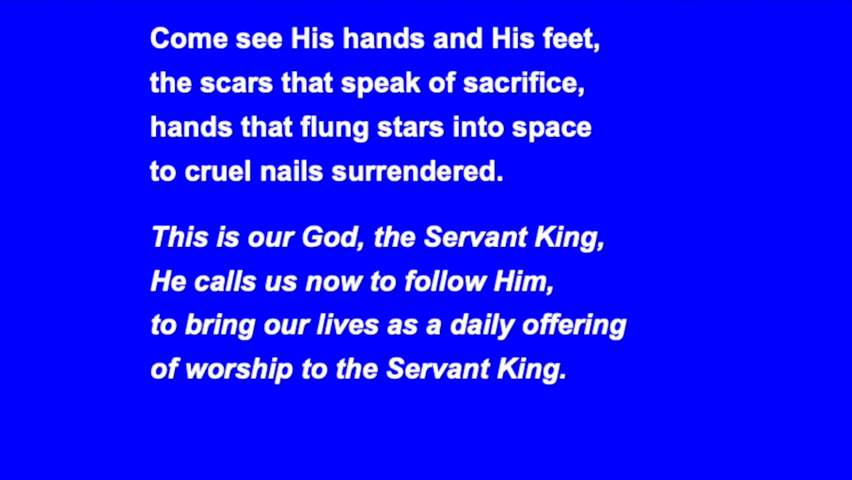 Come see His hands and His feet,
the scars that speak of sacrifice,
hands that flung stars into space
to cruel nails surrendered.
This is our God, the Servant King,
He calls us now to follow Him,
to bring our lives as a daily offering
of worship to the Servant King.